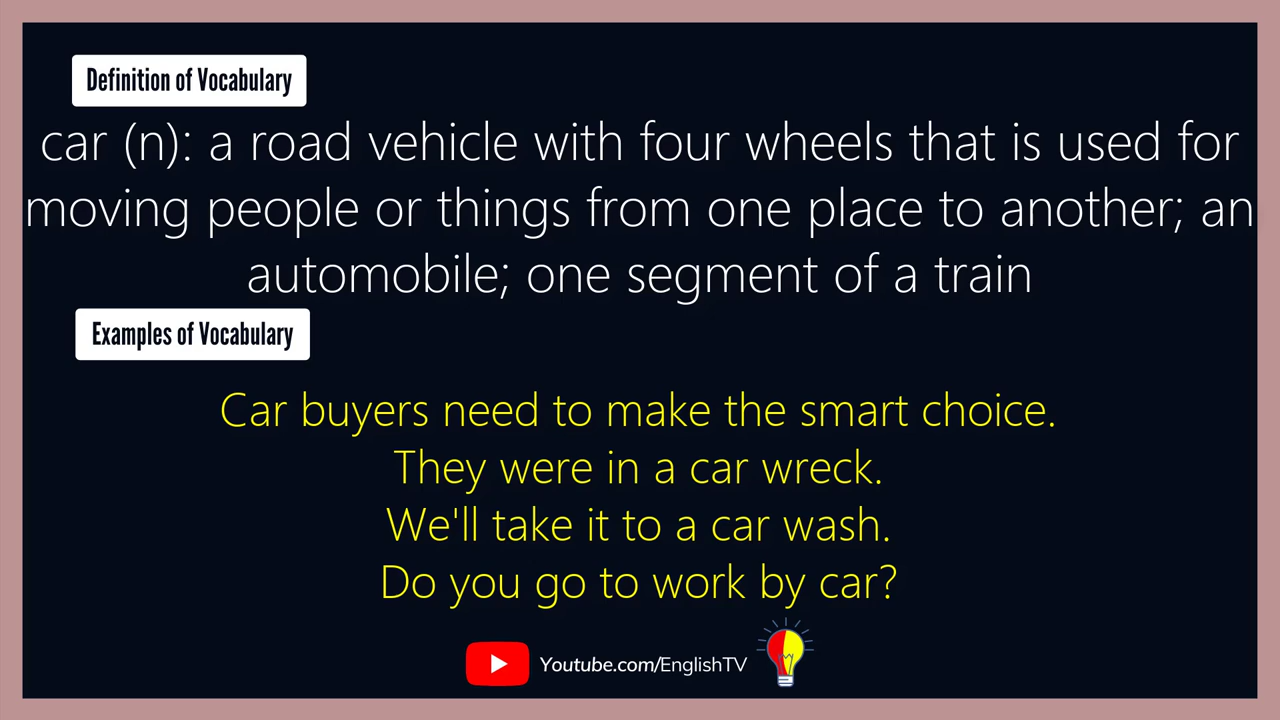 Definition of Vocabulary
car (n): a road vehicle with four wheels that is used for
moving people or things from one place to another; an
automobile; one segment of a train
Examples of Vocabulary
Car buyers need to make the smart choice.
They were in a car wreck.
We'll take it to a car wash.
Do you go to work by car?
Youtube.com/EnglishTV